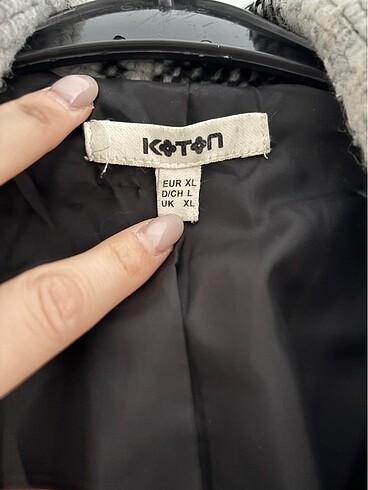 KOTON
EUR XL
D/CH L
UK XL